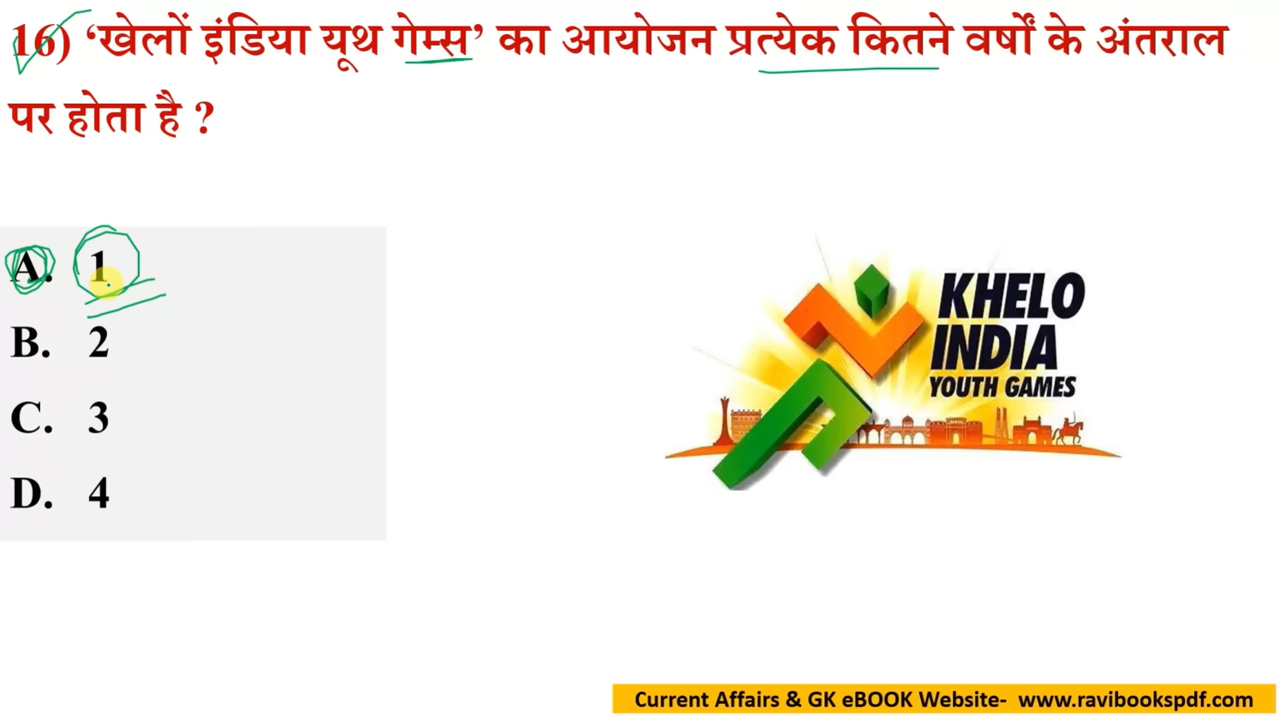 16) ‘खेलों इंडिया यूथ गेम्स’ का आयोजन प्रत्येक कितने वर्षों के अंतराल
पर होता है ?
A. 1
B. 2
C. 3
D. 4
KHELO
INDIA
YOUTH GAMES
Current Affairs & GK eBOOK Website- www.ravibookspdf.com